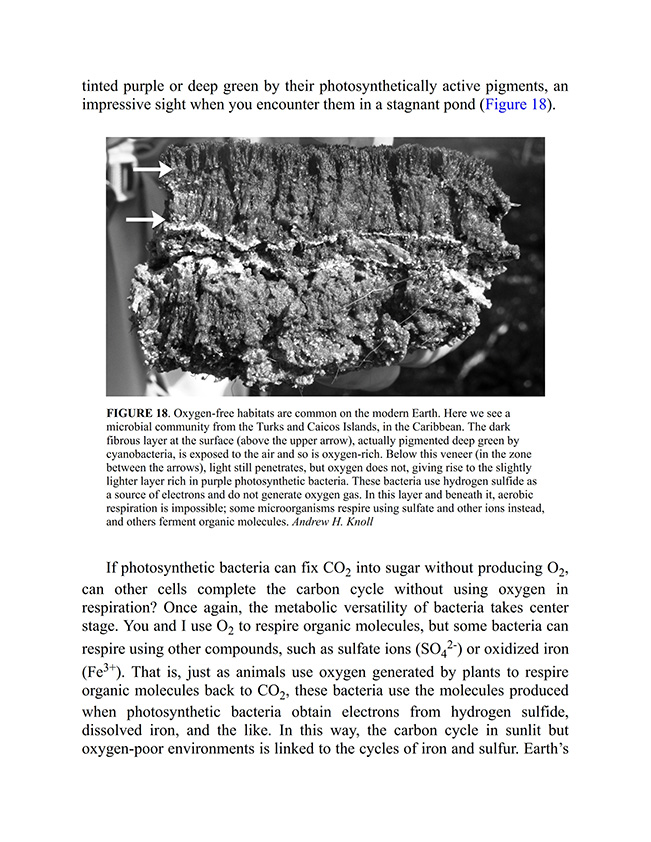 tinted purple or deep green by their photosynthetically active pigments, an
impressive sight when you encounter them in a stagnant pond (Figure 18).
FIGURE 18. Oxygen-free habitats are common on the modern Earth. Here we see a
microbial community from the Turks and Caicos Islands, in the Caribbean. The dark
fibrous layer at the surface (above the upper arrow), actually pigmented deep green by
cyanobacteria, is exposed to the air and so is oxygen-rich. Below this veneer (in the zone
between the arrows), light still penetrates, but oxygen does not, giving rise to the slightly
lighter layer rich in purple photosynthetic bacteria. These bacteria use hydrogen sulfide as
a source of electrons and do not generate oxygen gas. In this layer and beneath it, aerobic
respiration is impossible; some microorganisms respire using sulfate and other ions instead,
and others ferment organic molecules. Andrew H. Knoll
If photosynthetic bacteria can fix CO₂ into sugar without producing O₂,
can other cells complete the carbon cycle without using oxygen in
respiration? Once again, the metabolic versatility of bacteria takes center
stage. You and I use O₂ to respire organic molecules, but some bacteria can
respire using other compounds, such as sulfate ions (SO₄²⁻) or oxidized iron
(Fe³⁺). That is, just as animals use oxygen generated by plants to respire
organic molecules back to CO₂, these bacteria use the molecules produced
when photosynthetic bacteria obtain electrons from hydrogen sulfide,
dissolved iron, and the like. In this way, the carbon cycle in sunlit but
oxygen-poor environments is linked to the cycles of iron and sulfur. Earth’s